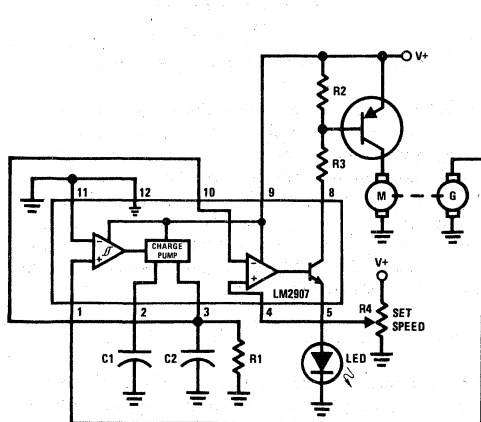 V+
R2
R3
11 12 10 9 8
M G
CHARGE
PUMP
LM2907
V+
1 2 3 4 5
R4 SET
SPEED
C1 C2 R1 LED